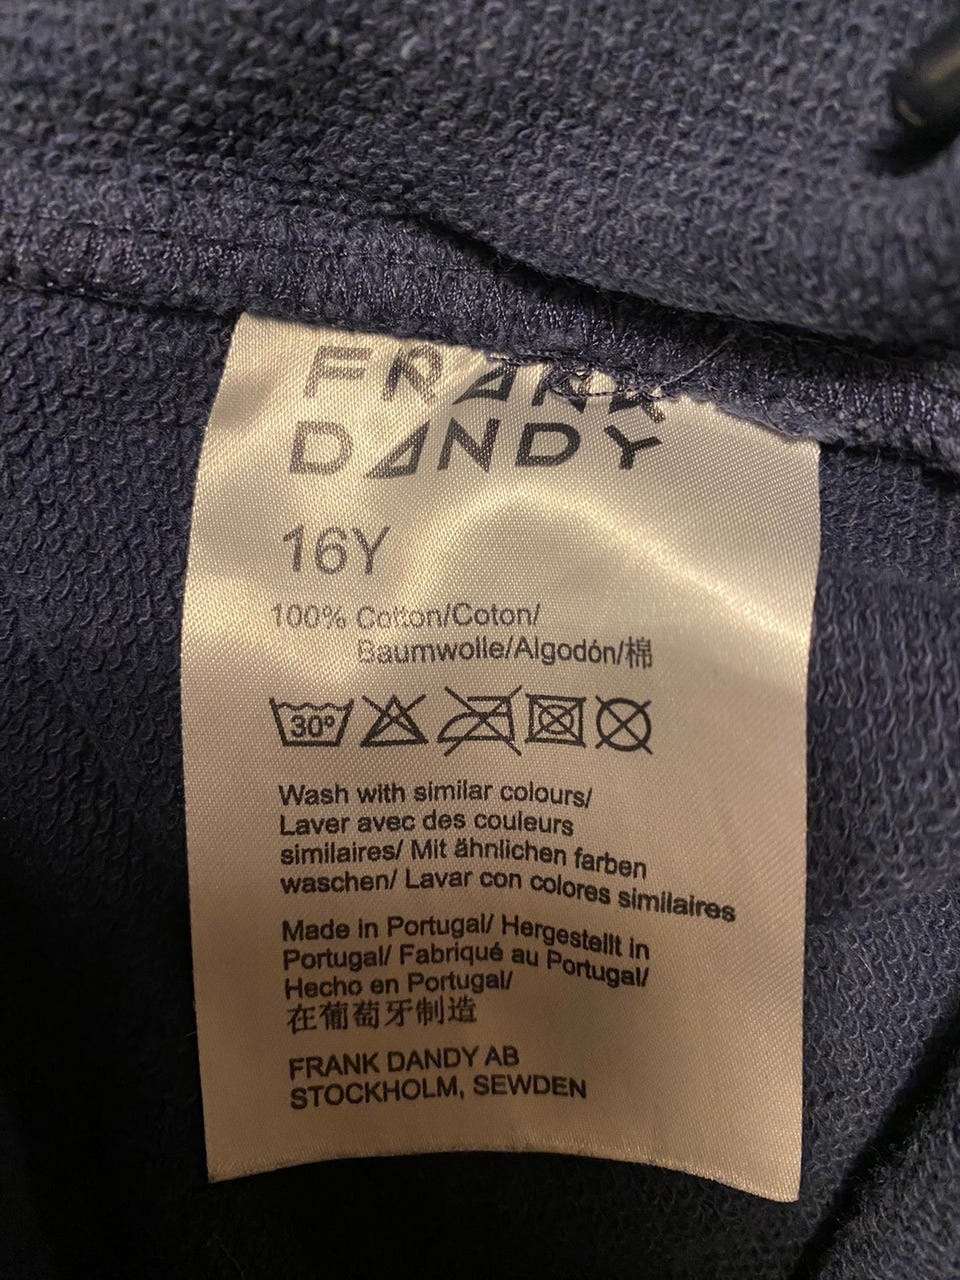 FRANK
DANDY
16Y
100% Cotton/Coton/
Baumwolle/Algodón/棉
30º
Wash with similar colours/
Laver avec des couleurs
similaires/ Mit ähnlichen farben
waschen/ Lavar con colores similaires
Made in Portugal/ Hergestellt in
Portugal/ Fabriqué au Portugal/
Hecho en Portugal/
在葡萄牙制造
FRANK DANDY AB
STOCKHOLM, SEWDEN